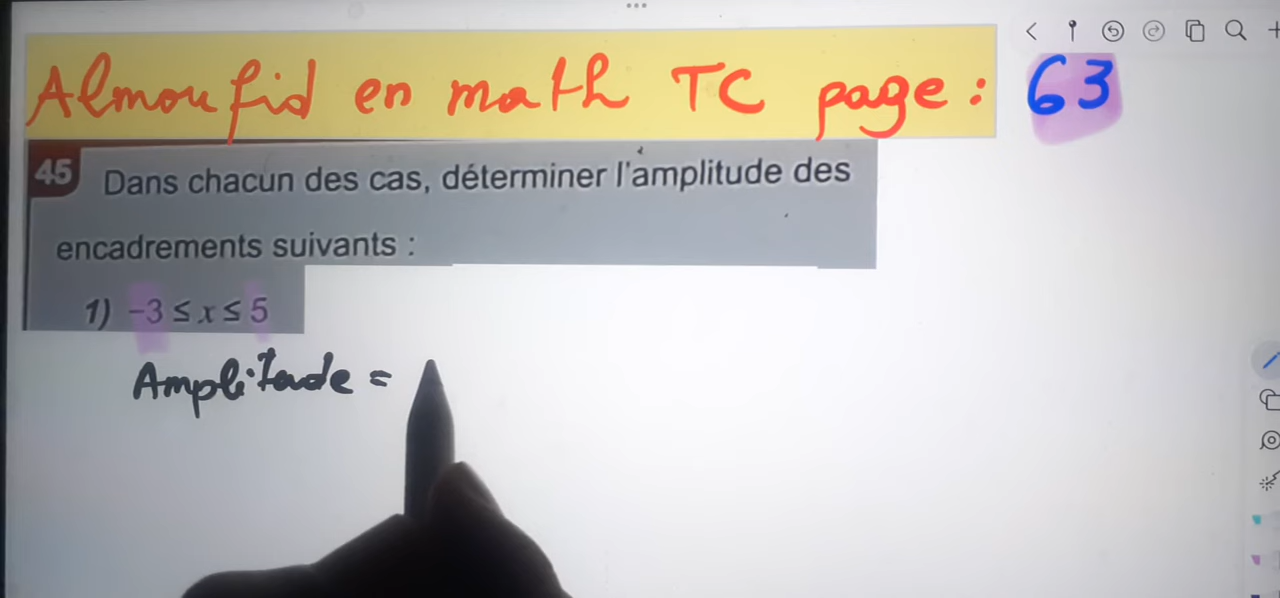 Almoufid en math TC page: 63
45 Dans chacun des cas, déterminer l'amplitude des
encadrements suivants :
1) -3 ≤ x ≤ 5
Amplitude =